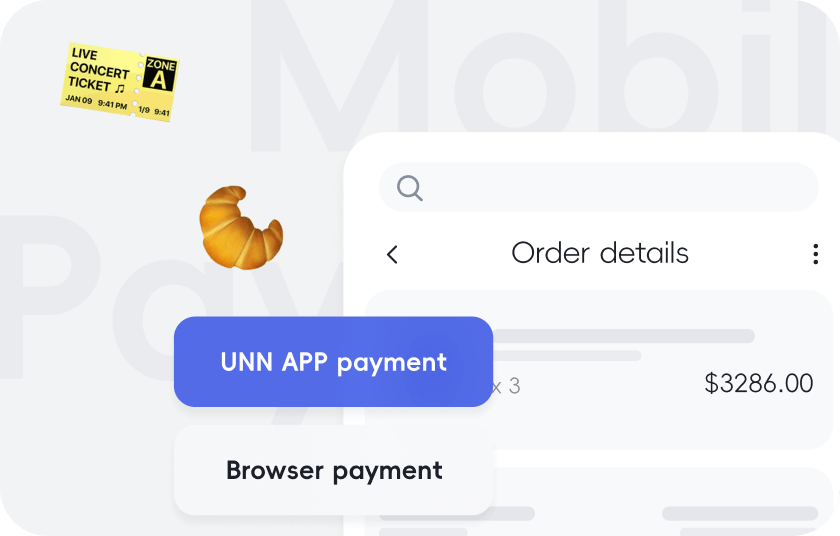 Mobil
Pay
LIVE
CONCERT
TICKET
ZONE
A
JAN 09 9:41 PM
1/9 9:41
Order details
UNN APP payment
x 3
$3286.00
Browser payment